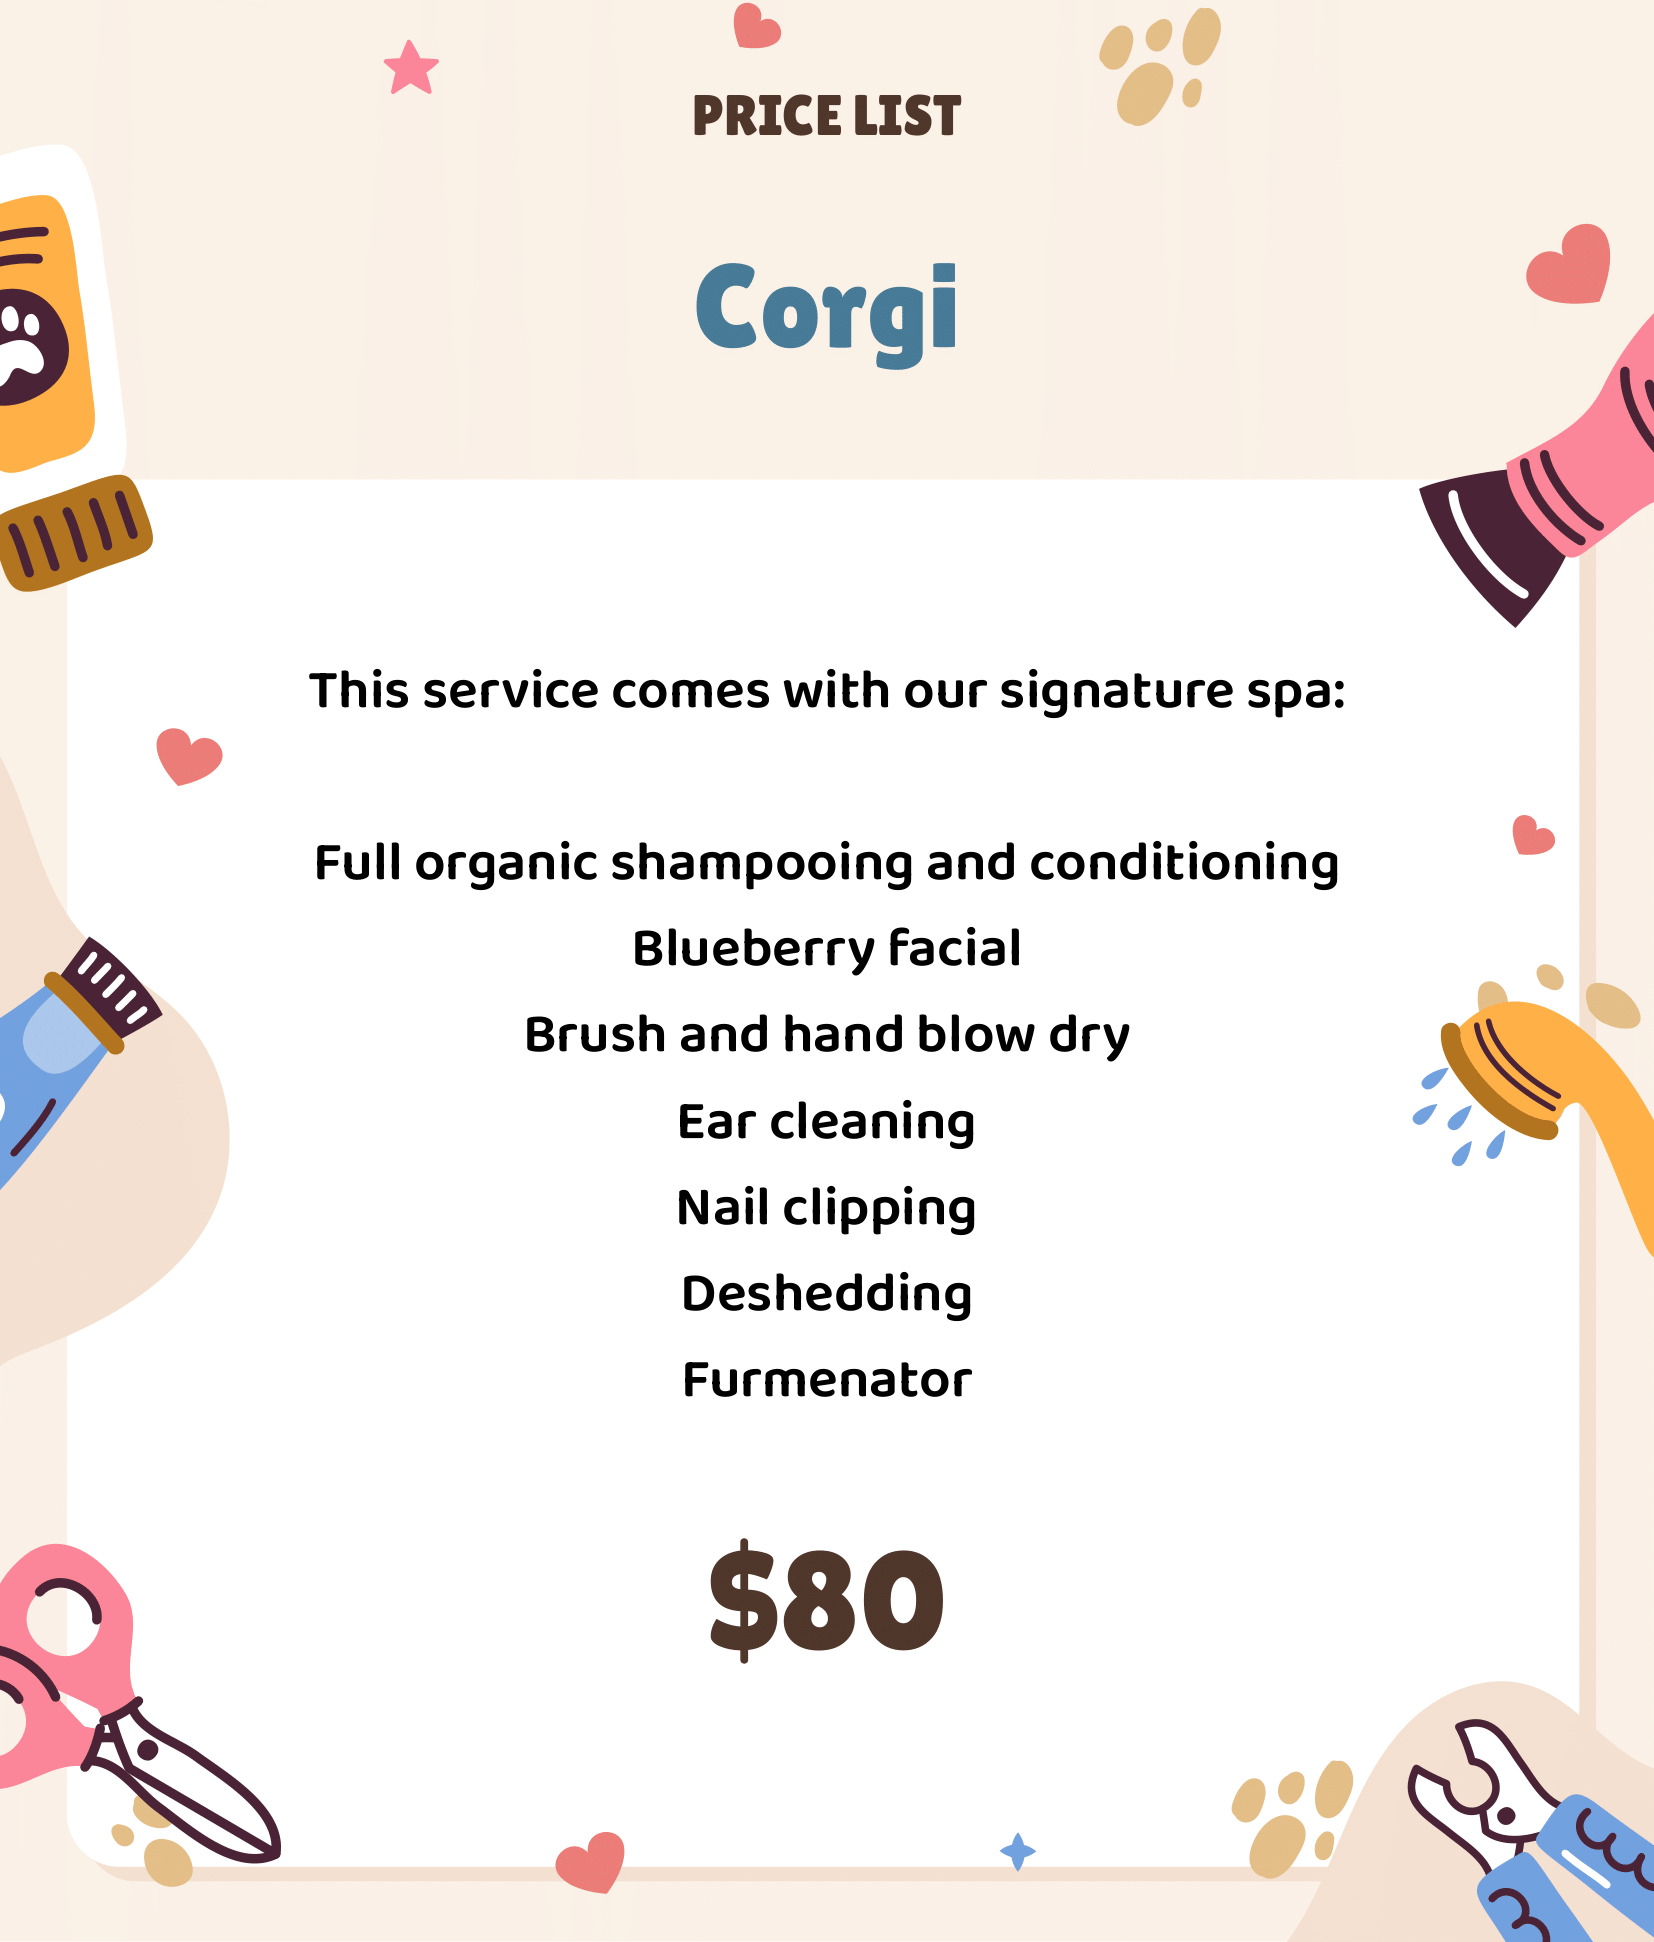 PRICE LIST
Corgi
This service comes with our signature spa:
Full organic shampooing and conditioning
Blueberry facial
Brush and hand blow dry
Ear cleaning
Nail clipping
Deshedding
Furmenator
$80